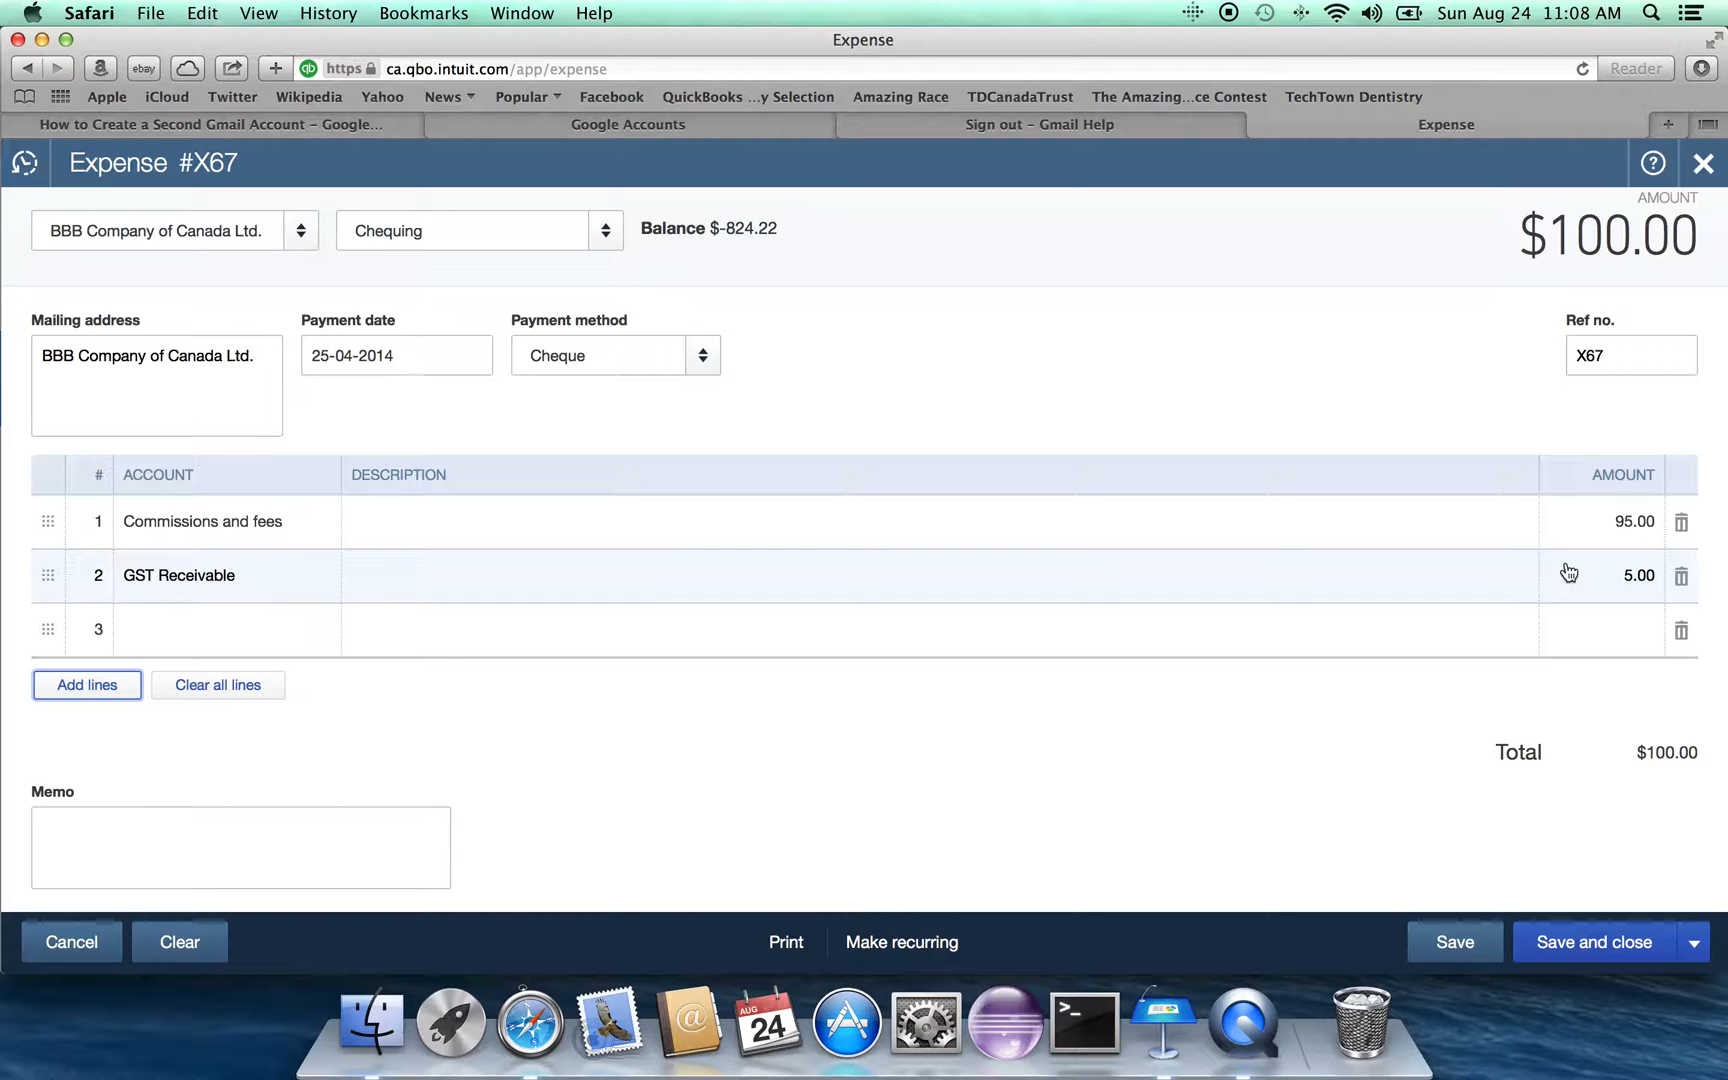 Safari File Edit View History Bookmarks Window Help Sun Aug 24 11:08 AM
Expense
ebay https ca.qbo.intuit.com/app/expense Reader
Apple iCloud Twitter Wikipedia Yahoo News Popular Facebook QuickBooks ...y Selection Amazing Race TDCanadaTrust The Amazing...ce Contest TechTown Dentistry
How to Create a Second Gmail Account – Google... Google Accounts Sign out – Gmail Help Expense
Expense #X67
AMOUNT
BBB Company of Canada Ltd. Chequing Balance $-824.22 $100.00
Mailing address Payment date Payment method Ref no.
BBB Company of Canada Ltd. 25-04-2014 Cheque X67
# ACCOUNT DESCRIPTION AMOUNT
1 Commissions and fees 95.00
2 GST Receivable 5.00
3
Add lines Clear all lines
Total $100.00
Memo
Cancel Clear Print Make recurring Save Save and close
AUG
24